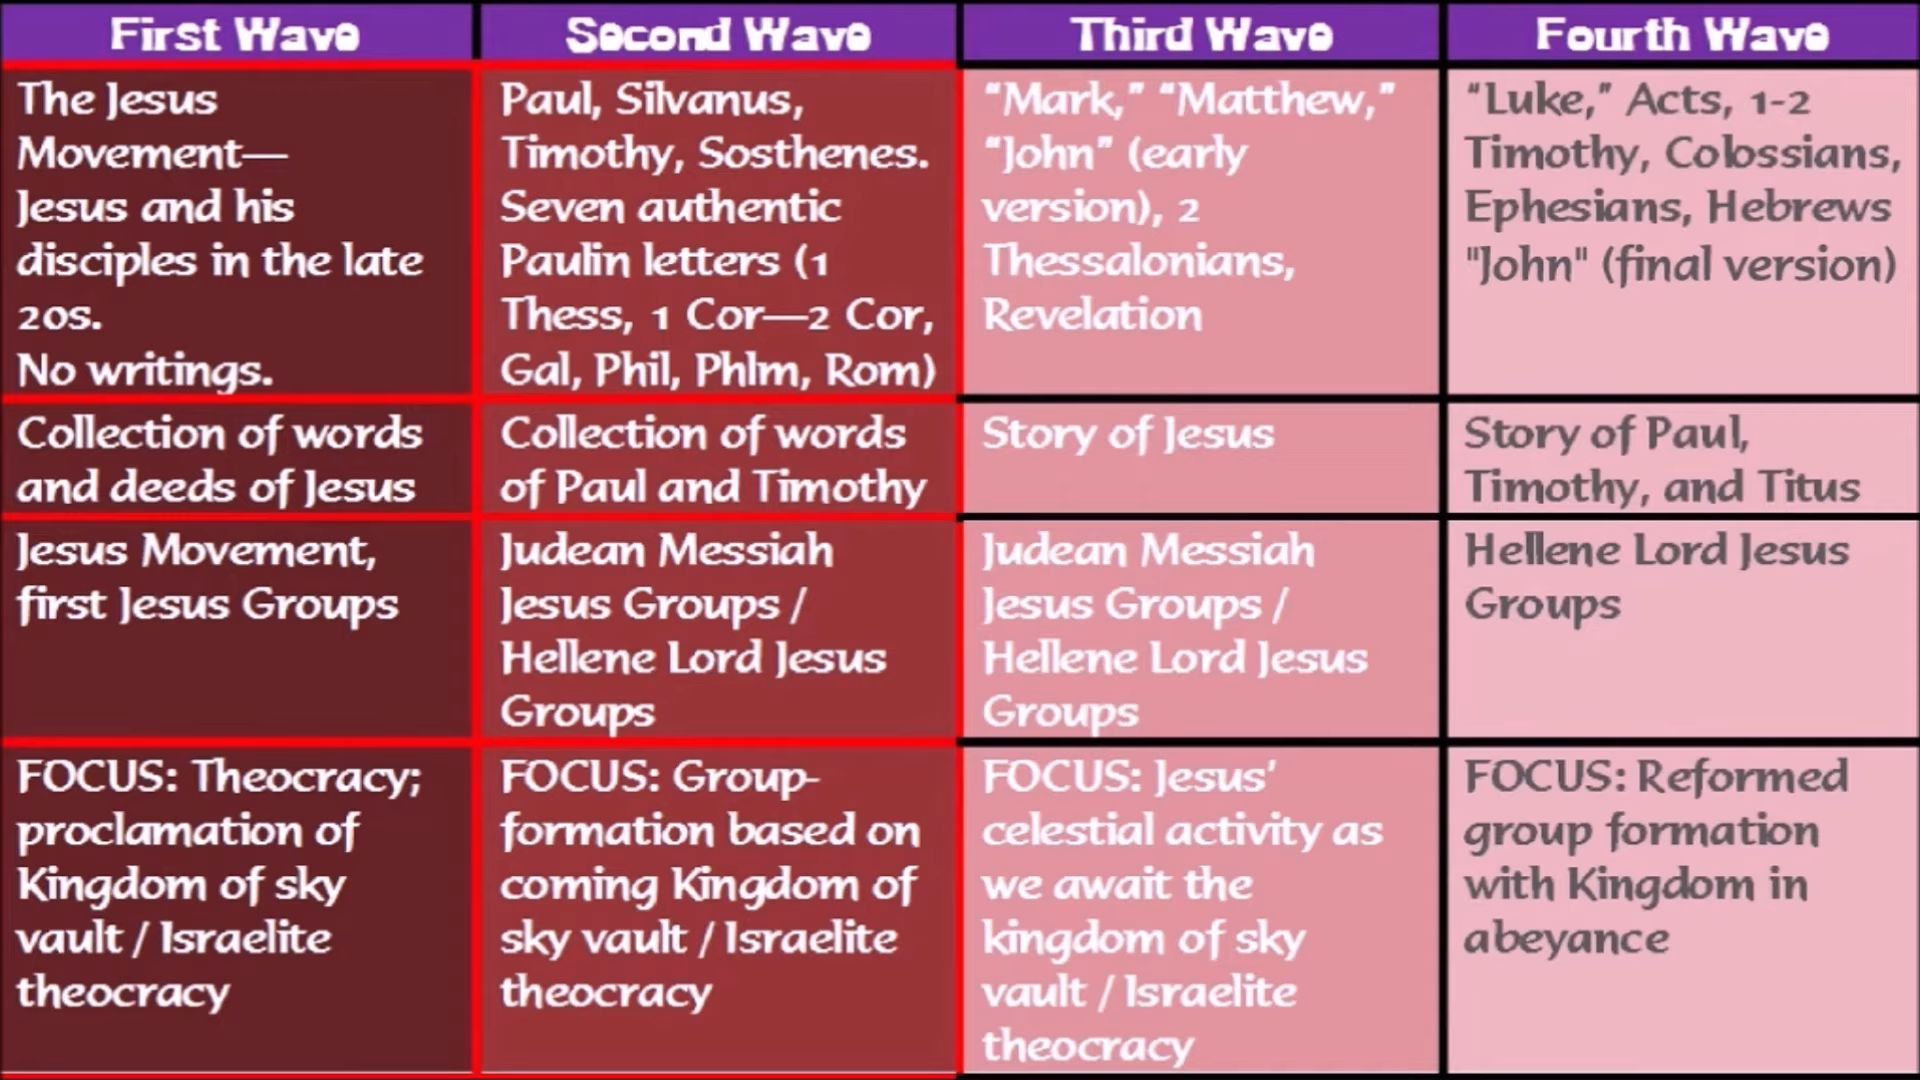 First Wave
Second Wave
Third Wave
Fourth Wave
The Jesus
Movement—
Jesus and his
disciples in the late
20s.
No writings.
Paul, Silvanus,
Timothy, Sosthenes.
Seven authentic
Paulin letters (1
Thess, 1 Cor—2 Cor,
Gal, Phil, Phlm, Rom)
“Mark,” “Matthew,”
“John” (early
version), 2
Thessalonians,
Revelation
“Luke,” Acts, 1-2
Timothy, Colossians,
Ephesians, Hebrews
"John" (final version)
Collection of words
and deeds of Jesus
Collection of words
of Paul and Timothy
Story of Jesus
Story of Paul,
Timothy, and Titus
Jesus Movement,
first Jesus Groups
Judean Messiah
Jesus Groups /
Hellene Lord Jesus
Groups
Judean Messiah
Jesus Groups /
Hellene Lord Jesus
Groups
Hellene Lord Jesus
Groups
FOCUS: Theocracy;
proclamation of
Kingdom of sky
vault / Israelite
theocracy
FOCUS: Group-
formation based on
coming Kingdom of
sky vault / Israelite
theocracy
FOCUS: Jesus'
celestial activity as
we await the
kingdom of sky
vault / Israelite
theocracy
FOCUS: Reformed
group formation
with Kingdom in
abeyance